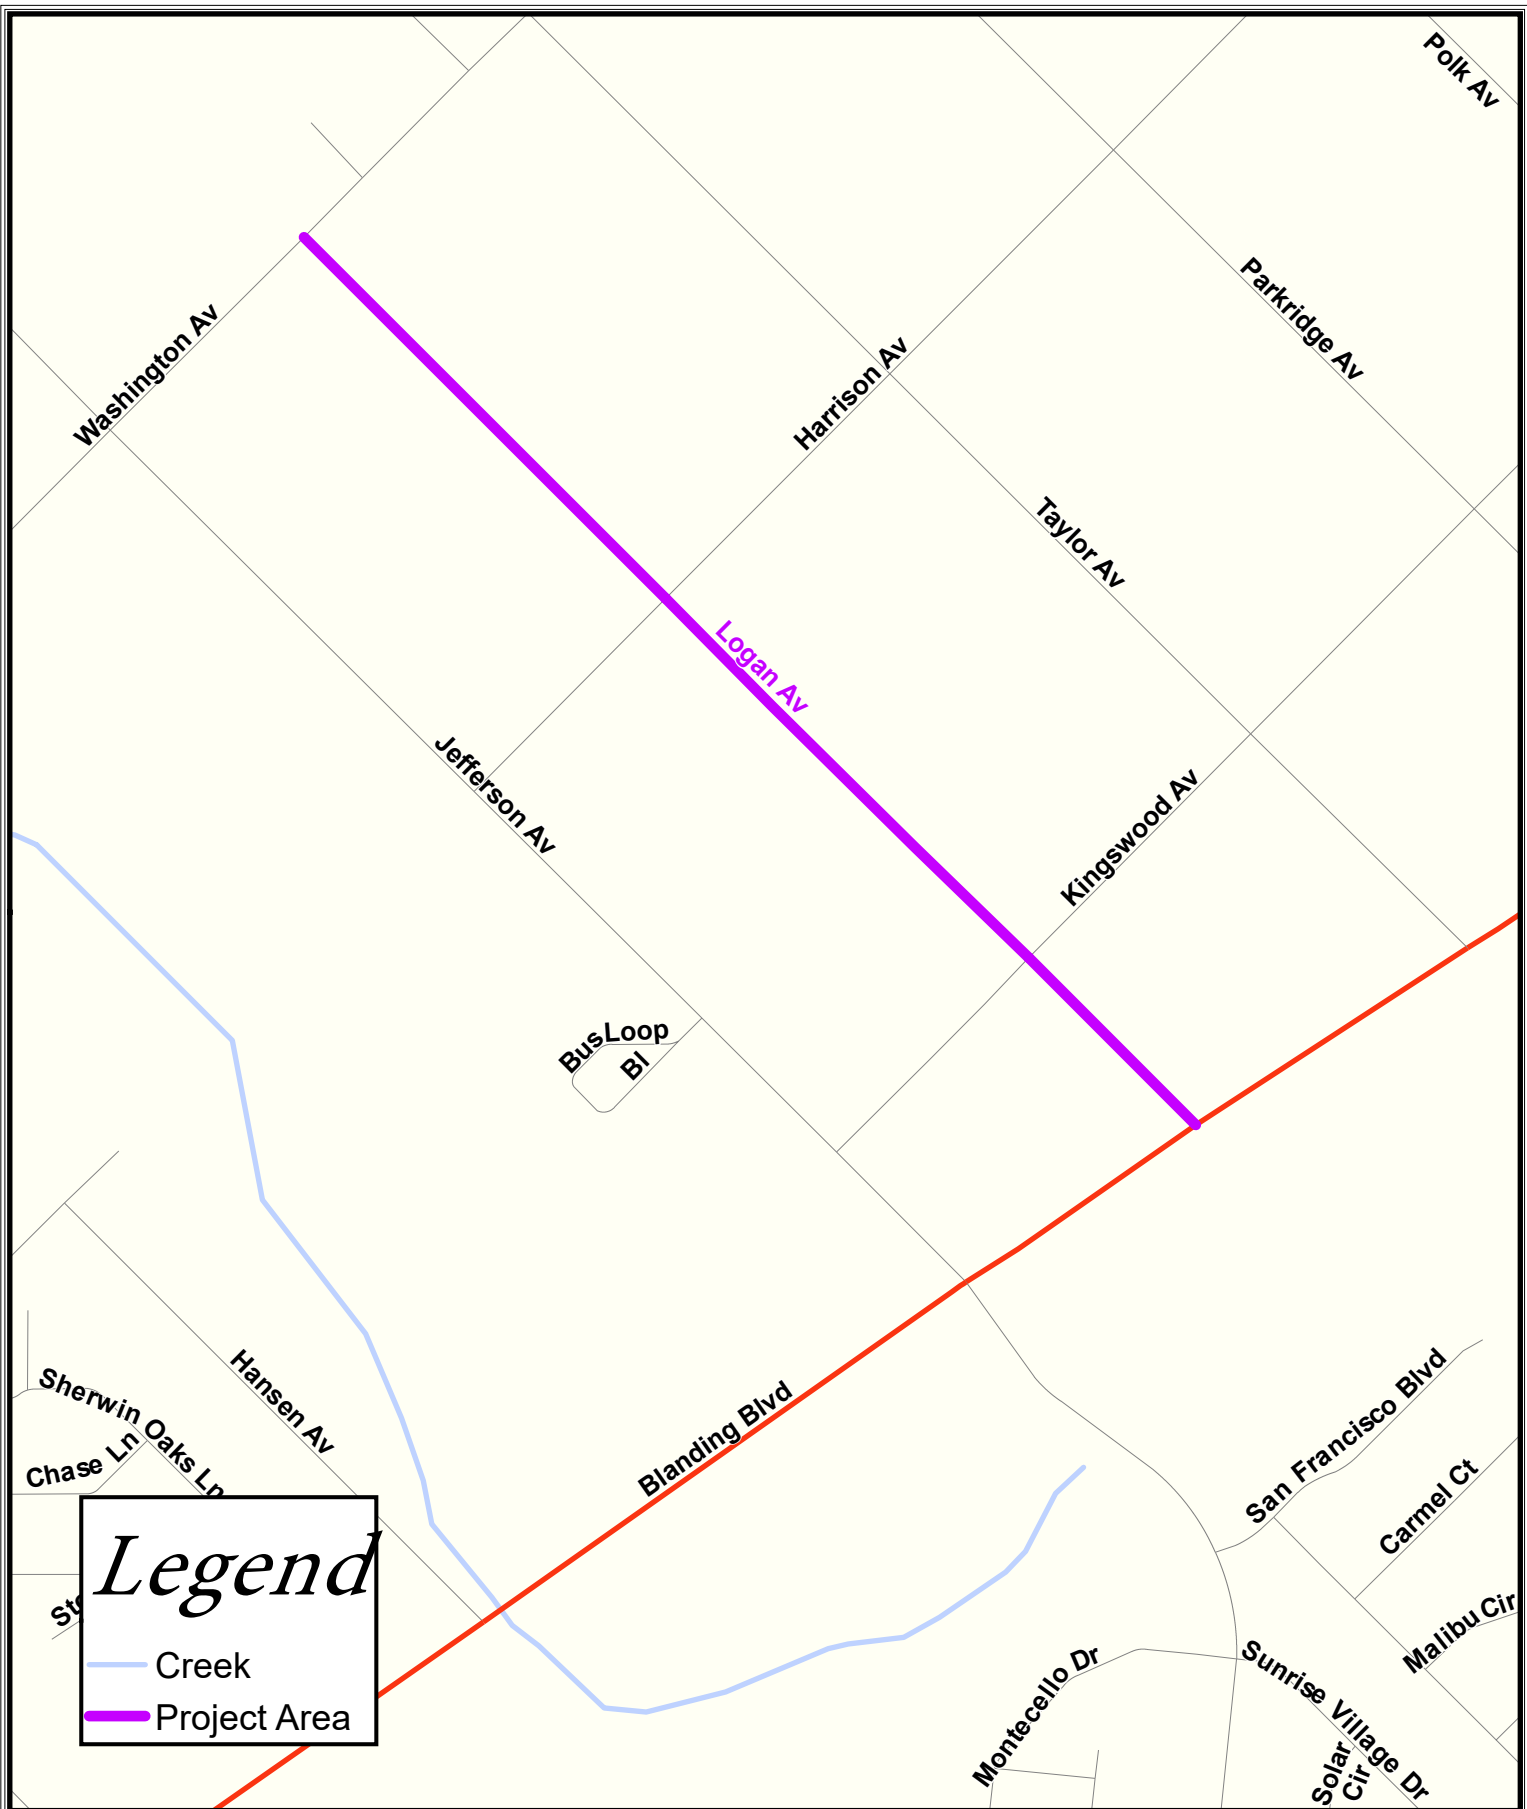 Polk Av
Parkridge Av
Washington Av
Harrison Av
Taylor Av
Logan Av
Jefferson Av
Kingswood Av
Bus Loop
Bl
Hansen Av
Sherwin Oaks Ln
Chase Ln
Blanding Blvd
San Francisco Blvd
Carmel Ct
Malibu Cir
Montecello Dr
Sunrise Village Dr
Solar
Cir
Legend
Creek
Project Area